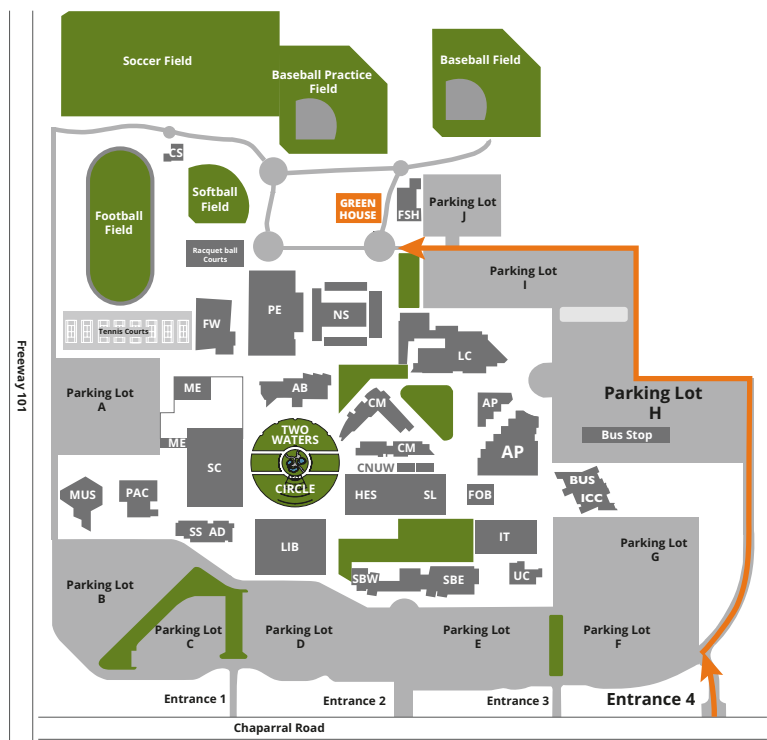 Soccer Field
Baseball Practice
Field
Baseball Field
CS
Softball
Field
GREEN
HOUSE
FSH
Parking Lot
J
Football
Field
Racquet ball
Courts
Parking Lot
I
PE
NS
FW
Tennis Courts
LC
Freeway 101
Parking Lot
A
ME
AB
CM
AP
Parking Lot
H
Bus Stop
ME
TWO
WATERS
CIRCLE
CM
AP
SC
CNUW
MUS
PAC
HES
SL
FOB
BUS
ICC
SS AD
LIB
IT
Parking Lot
G
SBW
SBE
UC
Parking Lot
B
Parking Lot
C
Parking Lot
D
Parking Lot
E
Parking Lot
F
Entrance 1
Entrance 2
Entrance 3
Entrance 4
Chaparral Road